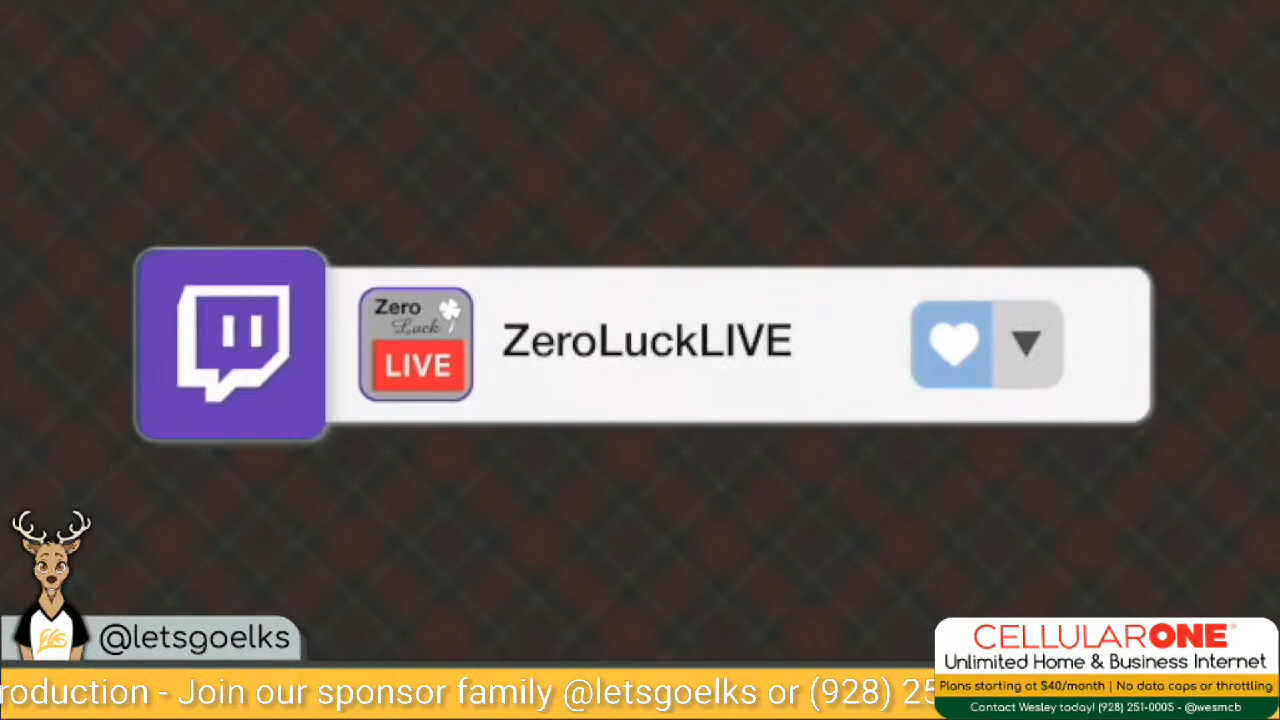 Zero
Luck
LIVE
ZeroLuckLIVE
@letsgoelks
roduction - Join our sponsor family @letsgoelks or (928) 25
CELLULARONE®
Unlimited Home & Business Internet
Plans starting at $40/month | No data caps or throttling
Contact Wesley today! (928) 251-0005 - @wesmcb